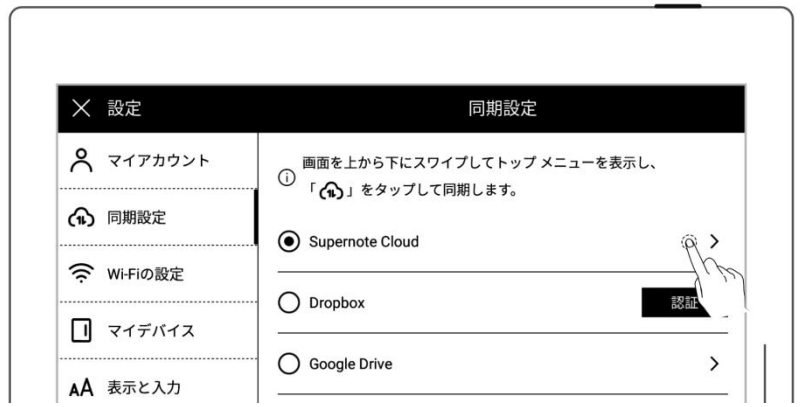 設定
同期設定
マイアカウント
同期設定
Wi-Fiの設定
マイデバイス
表示と入力
画面を上から下にスワイプしてトップ メニューを表示し、
「」をタップして同期します。
Supernote Cloud
Dropbox
認証
Google Drive